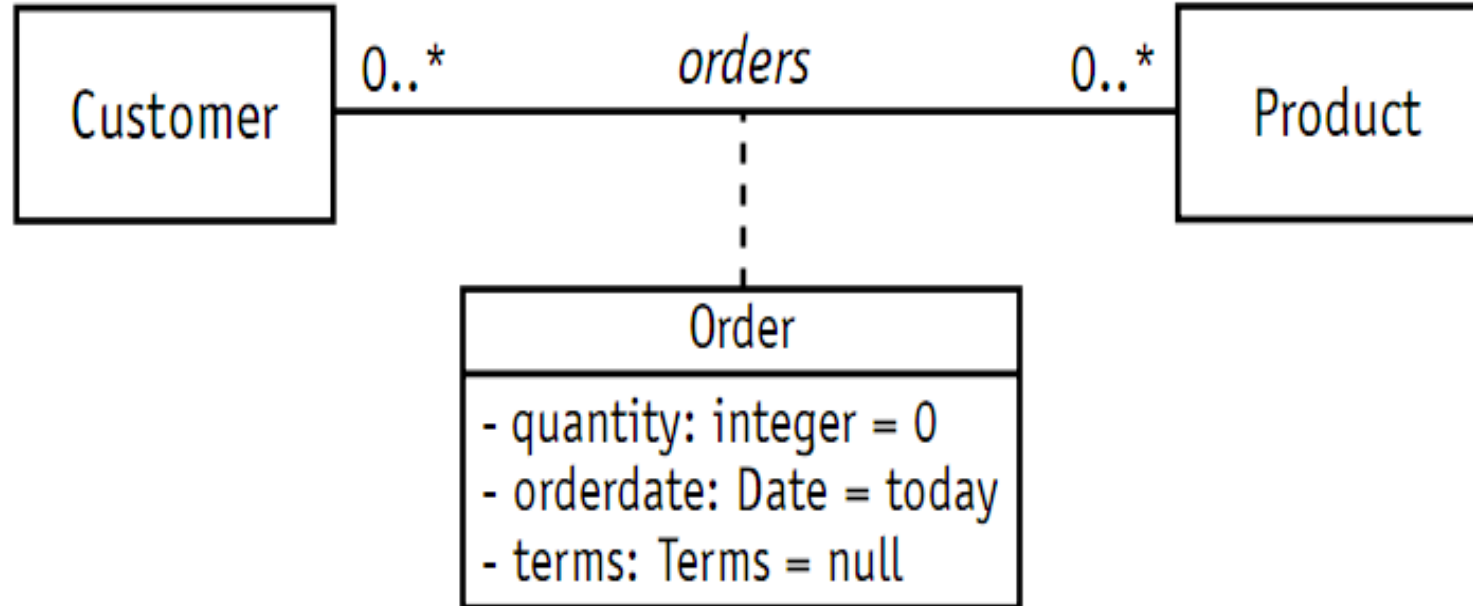 0..* orders 0..*
Customer Product
Order
- quantity: integer = 0
- orderdate: Date = today
- terms: Terms = null